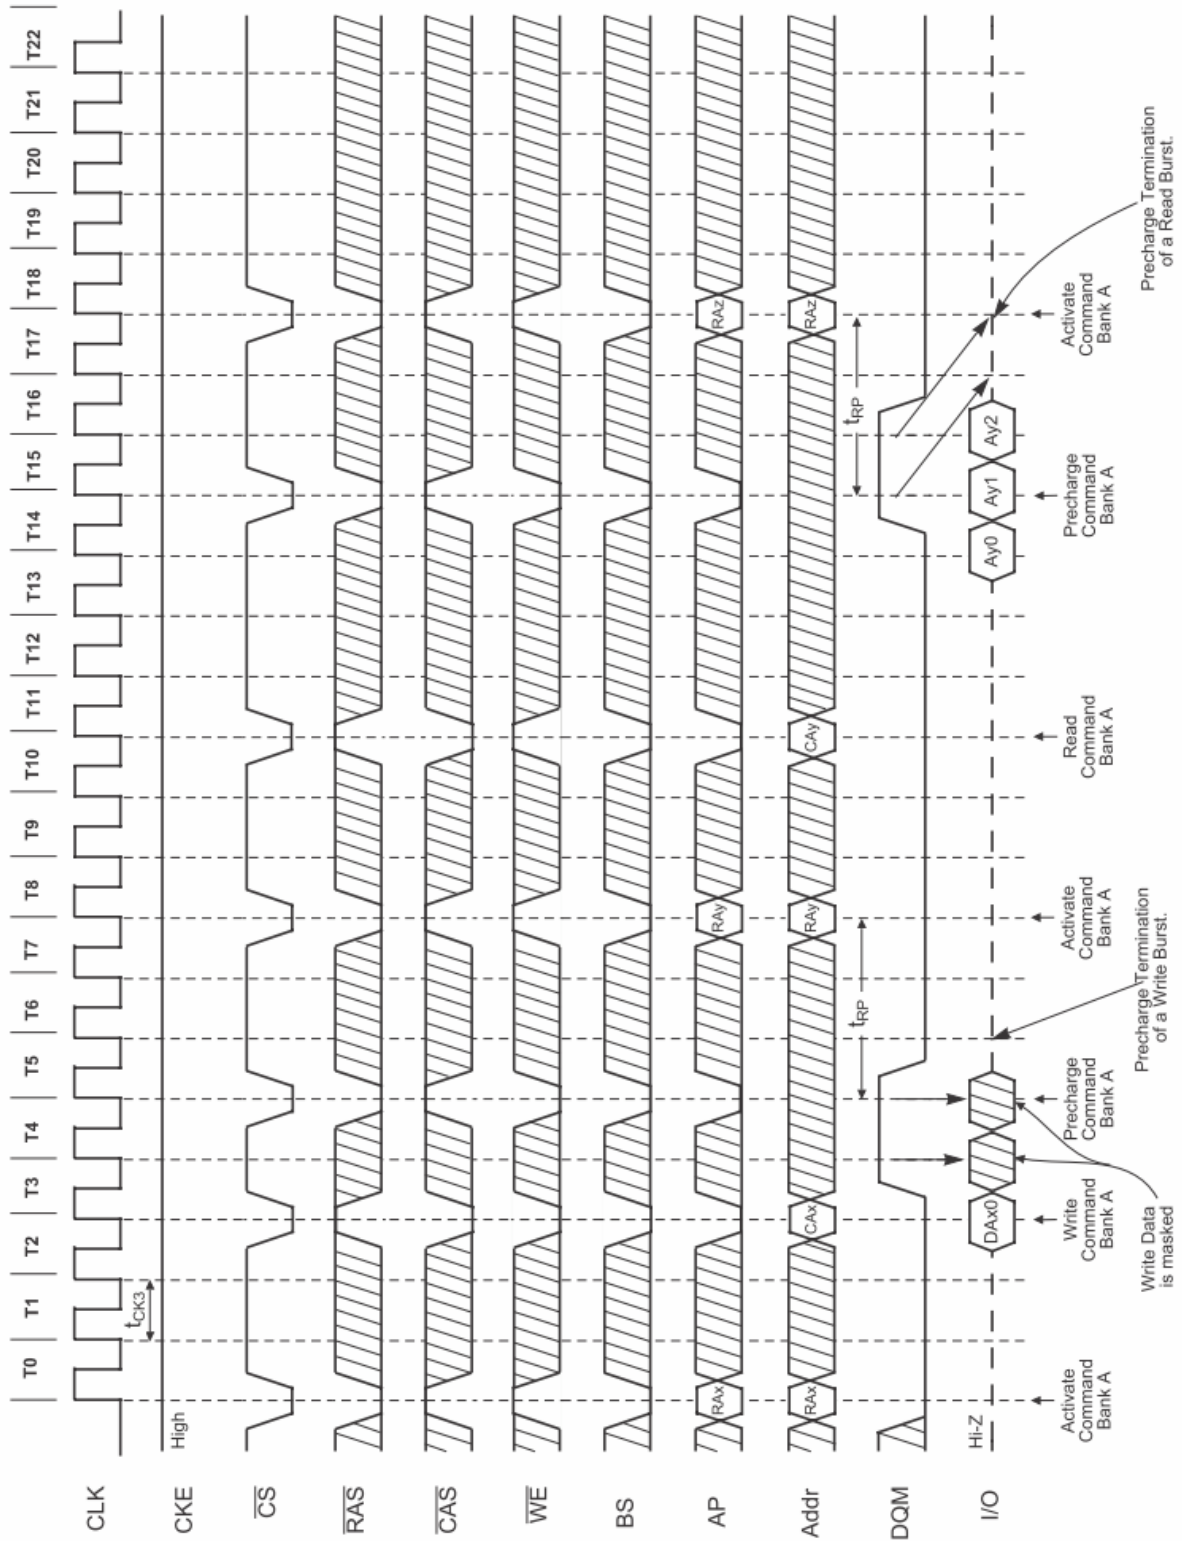 T0 T1 T2 T3 T4 T5 T6 T7 T8 T9 T10 T11 T12 T13 T14 T15 T16 T17 T18 T19 T20 T21 T22
CLK
tCK3
CKE
High
CS
RAS
CAS
WE
BS
AP
RAx RAy RAz
Addr
RAx CAx RAy CAy RAz
tRP tRP
DQM
I/O
Hi-Z
DAx0 Ay0 Ay1 Ay2
Activate
Command
Bank A
Write
Command
Bank A
Precharge
Command
Bank A
Activate
Command
Bank A
Read
Command
Bank A
Precharge
Command
Bank A
Activate
Command
Bank A
Write Data
is masked
Precharge Termination
of a Write Burst.
Precharge Termination
of a Read Burst.